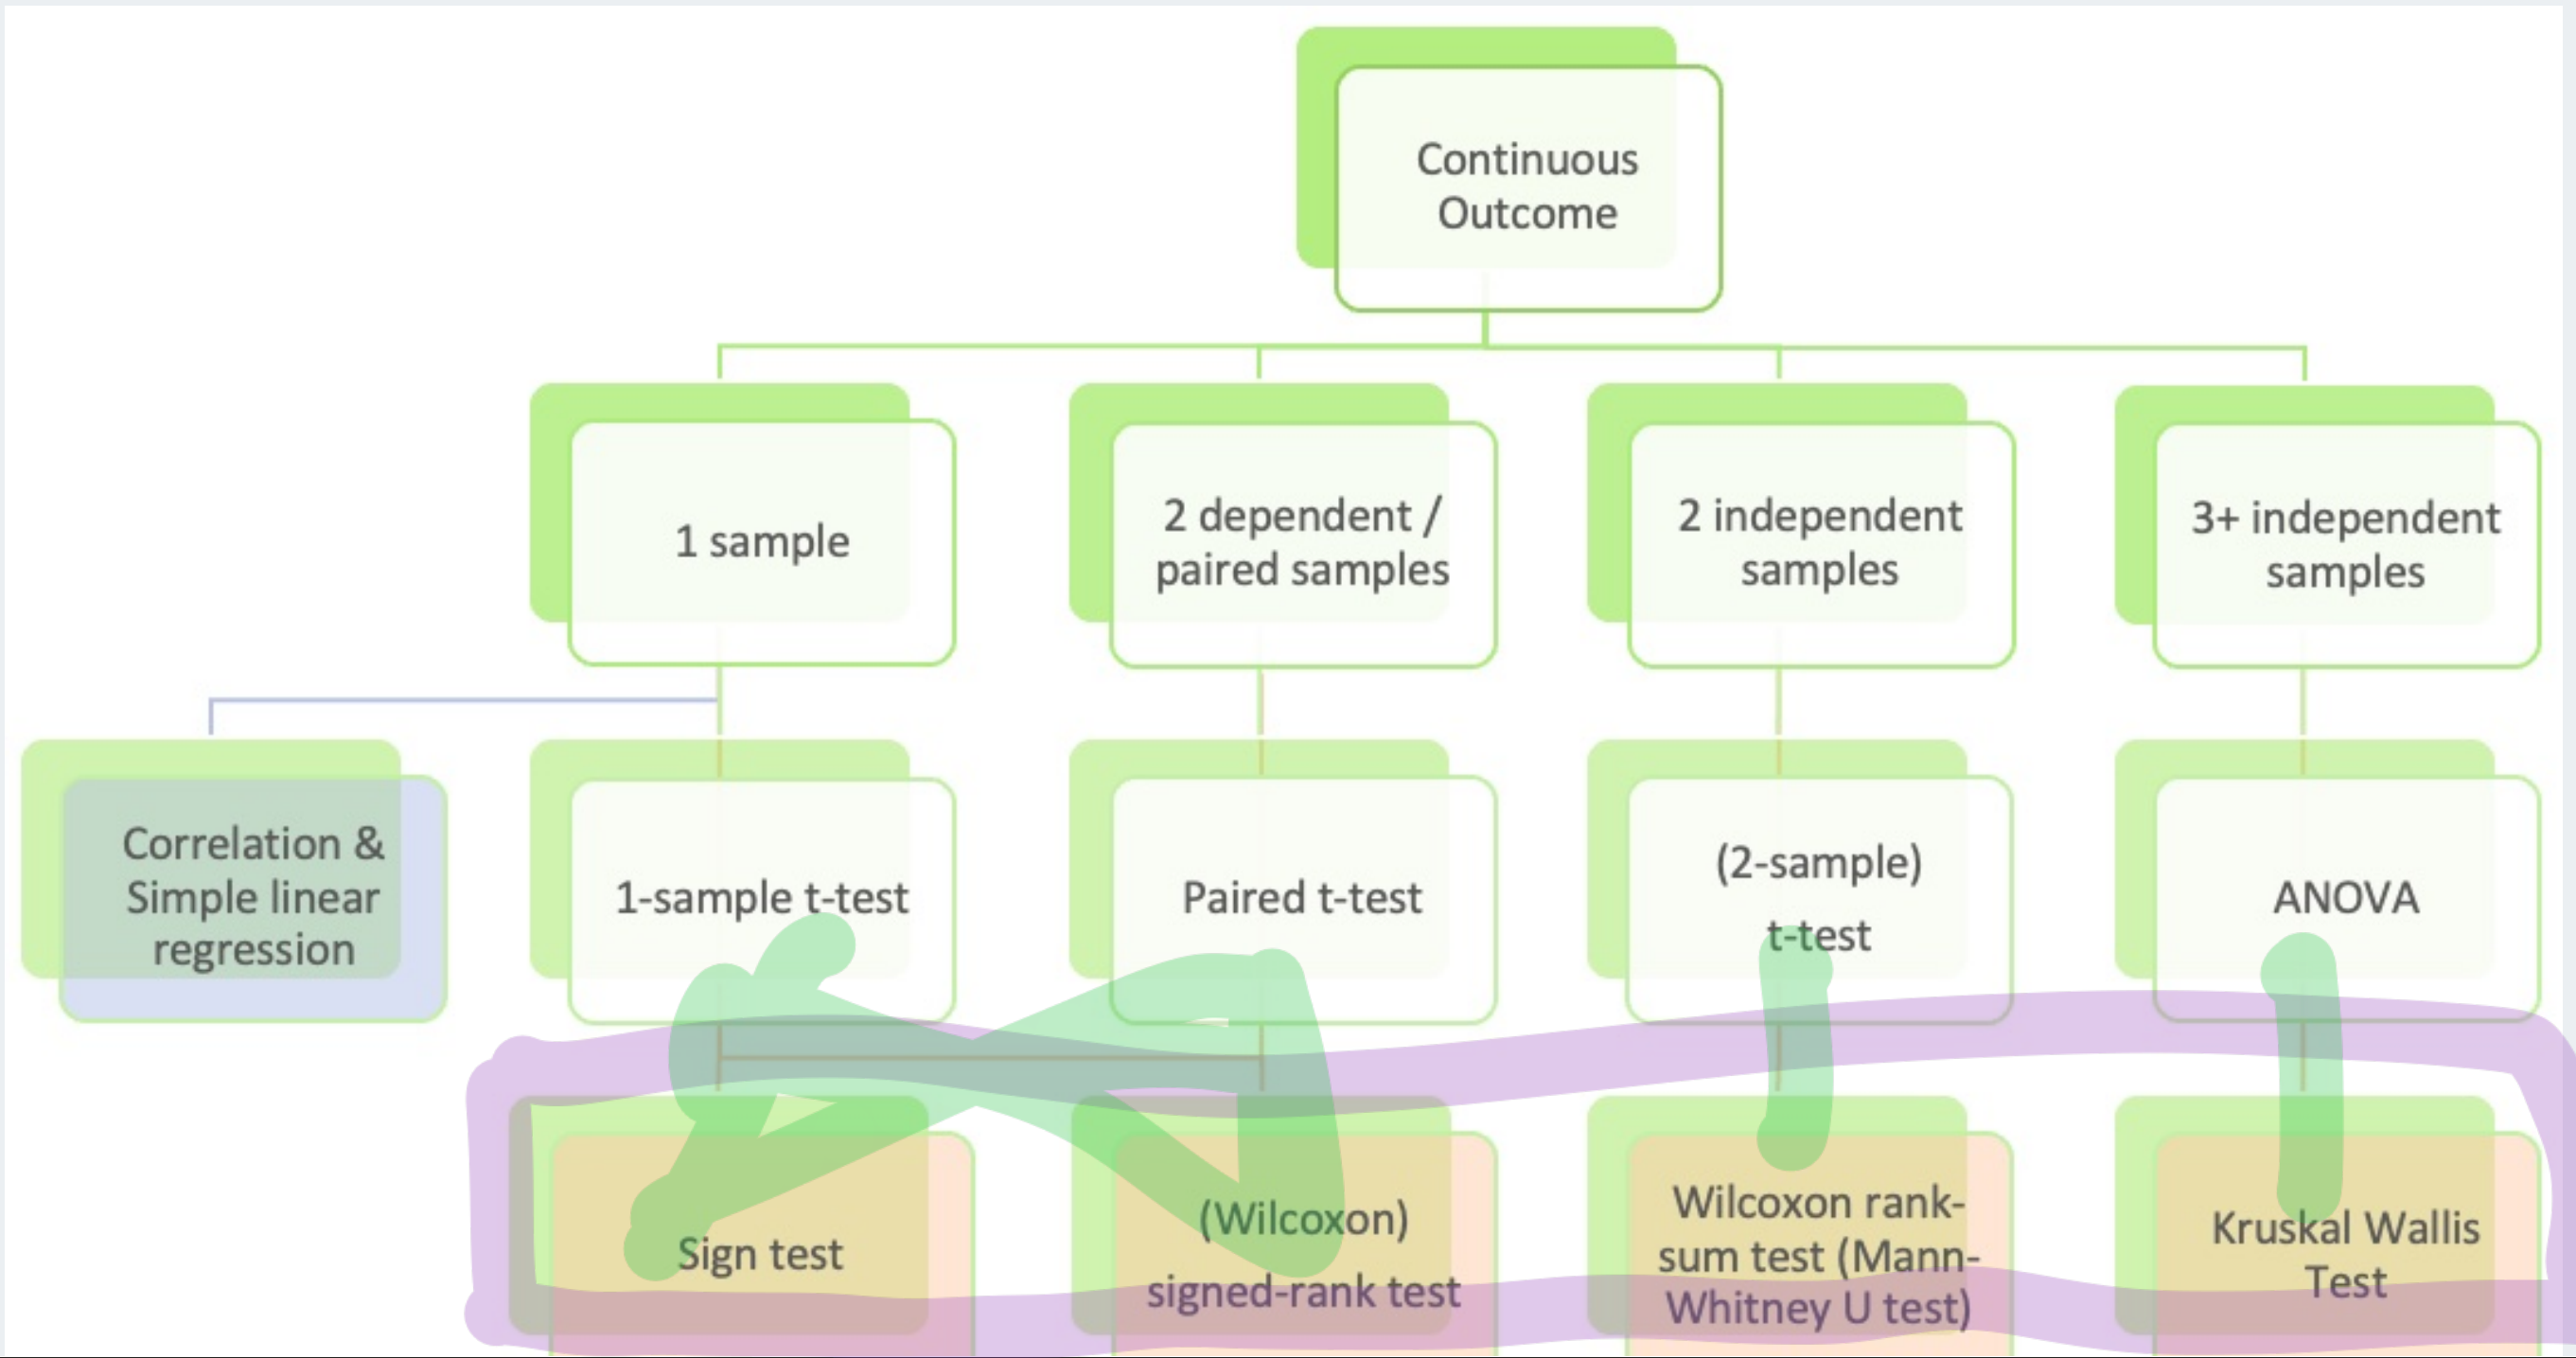 Continuous
Outcome
1 sample
2 dependent /
paired samples
2 independent
samples
3+ independent
samples
Correlation &
Simple linear
regression
1-sample t-test
Paired t-test
(2-sample)
t-test
ANOVA
Sign test
(Wilcoxon)
signed-rank test
Wilcoxon rank-
sum test (Mann-
Whitney U test)
Kruskal Wallis
Test